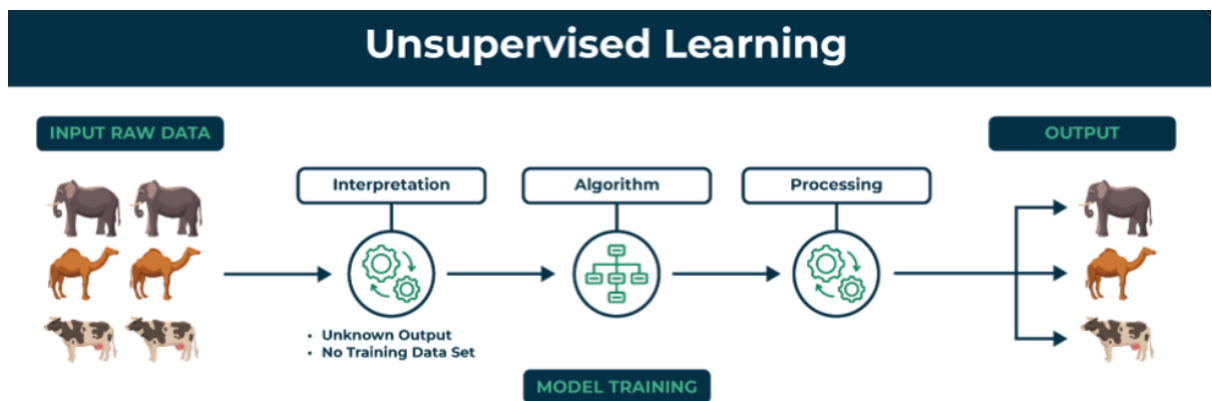 Unsupervised Learning
INPUT RAW DATA
OUTPUT
Interpretation
Algorithm
Processing
• Unknown Output
• No Training Data Set
MODEL TRAINING